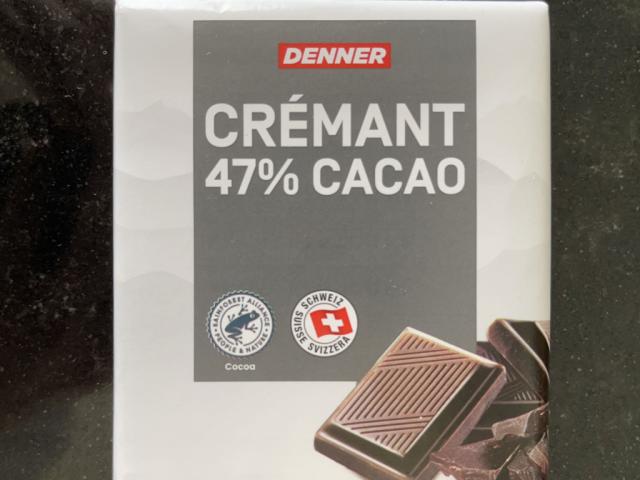 DENNER
CRÉMANT
47% CACAO
RAINFOREST ALLIANCE
PEOPLE & NATURE
Cocoa
SCHWEIZ
SUISSE SVIZZERA